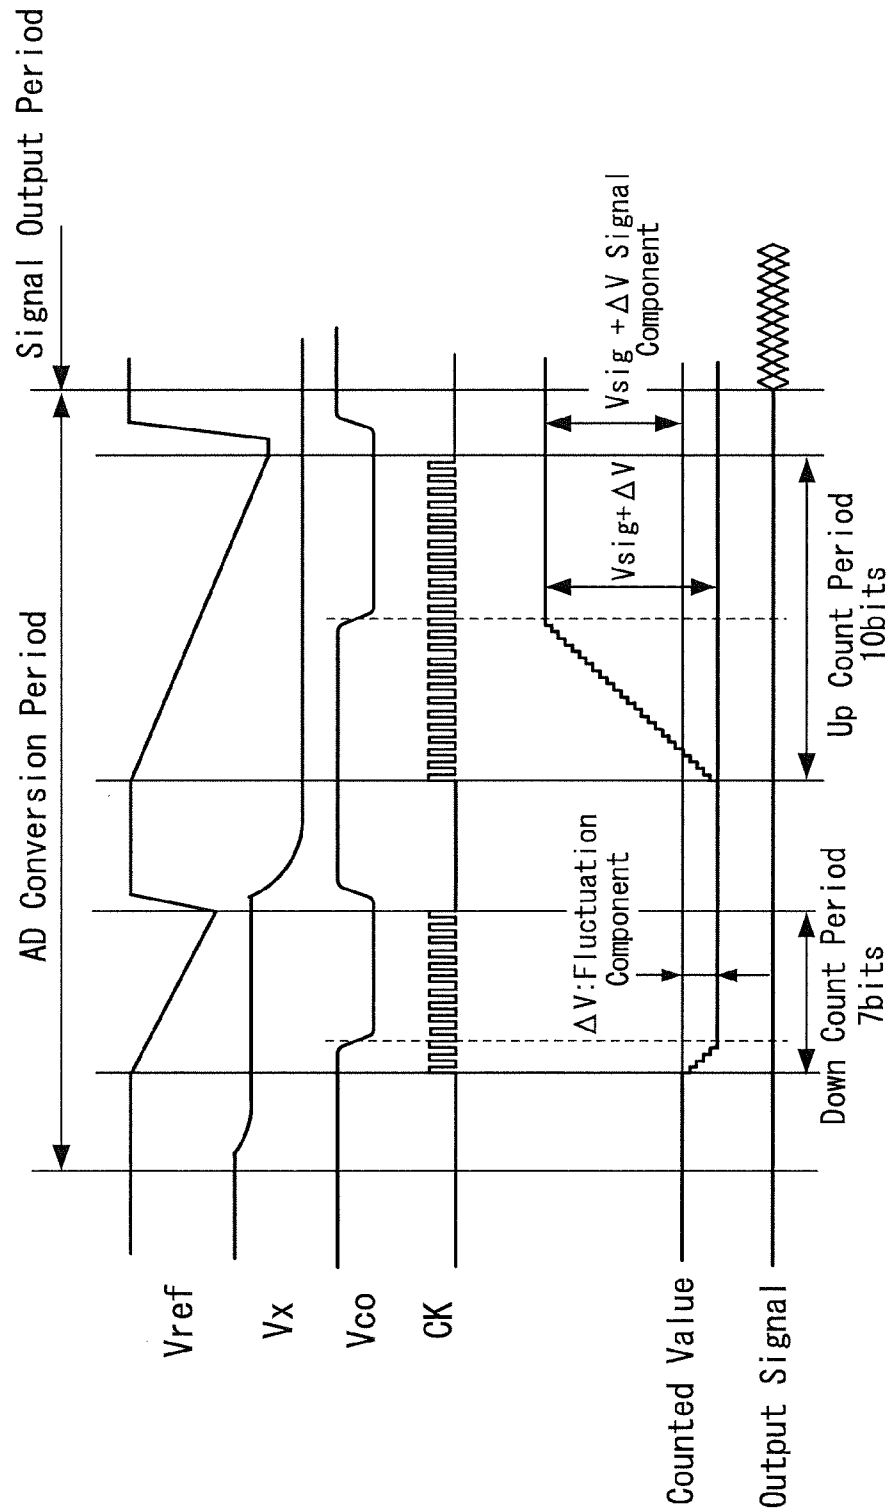 AD Conversion Period
Signal Output Period
Vref
Vx
Vco
CK
ΔV:Fluctuation
Component
Vsig+ΔV
Vsig +ΔV Signal
Component
Counted Value
Output Signal
Down Count Period
7bits
Up Count Period
10bits